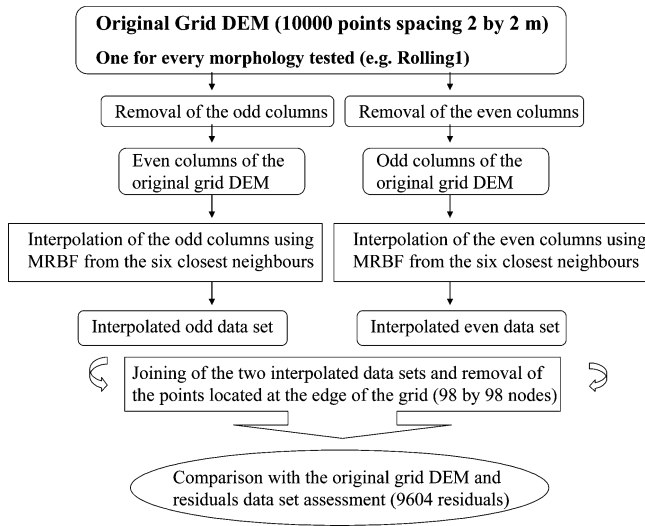 Original Grid DEM (10000 points spacing 2 by 2 m)
One for every morphology tested (e.g. Rolling1)
Removal of the odd columns
Removal of the even columns
Even columns of the
original grid DEM
Odd columns of the
original grid DEM
Interpolation of the odd columns using
MRBF from the six closest neighbours
Interpolation of the even columns using
MRBF from the six closest neighbours
Interpolated odd data set
Interpolated even data set
Joining of the two interpolated data sets and removal of
the points located at the edge of the grid (98 by 98 nodes)
Comparison with the original grid DEM and
residuals data set assessment (9604 residuals)